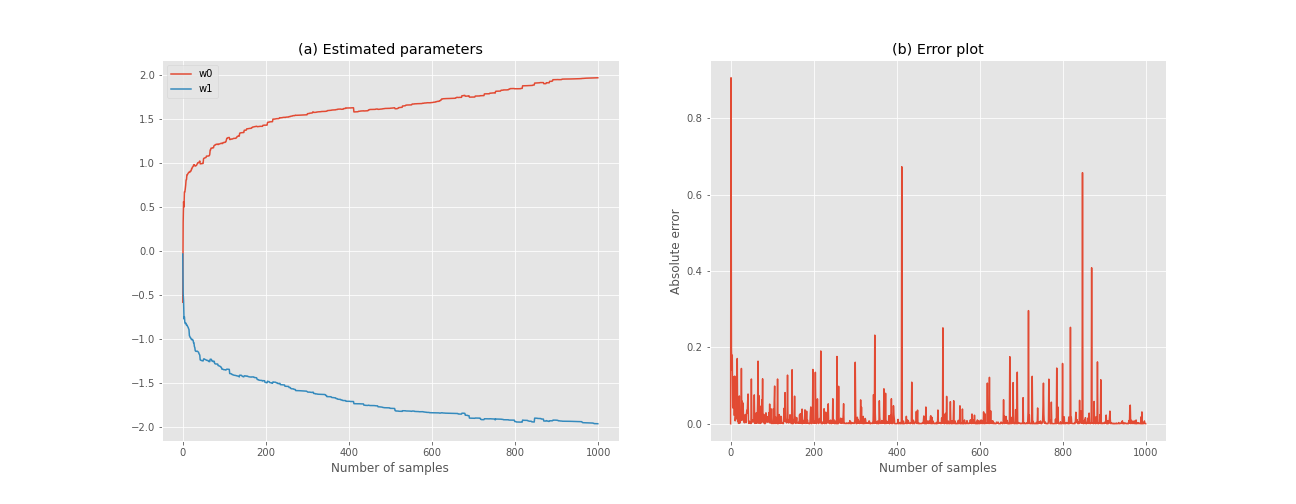 (a) Estimated parameters
w0
w1
2.0
1.5
1.0
0.5
0.0
−0.5
−1.0
−1.5
−2.0
0 200 400 600 800 1000
Number of samples
(b) Error plot
Absolute error
0.8
0.6
0.4
0.2
0.0
0 200 400 600 800 1000
Number of samples